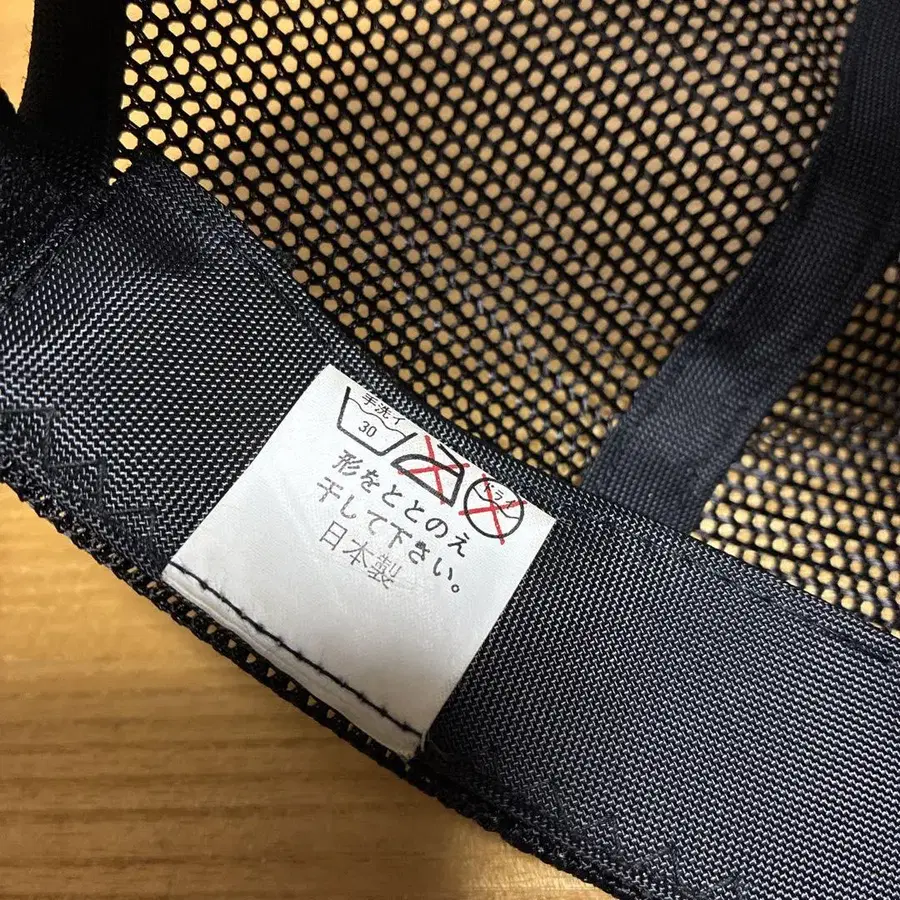 手洗イ
30
ドライ
形をととのえ
干して下さい。
日本製